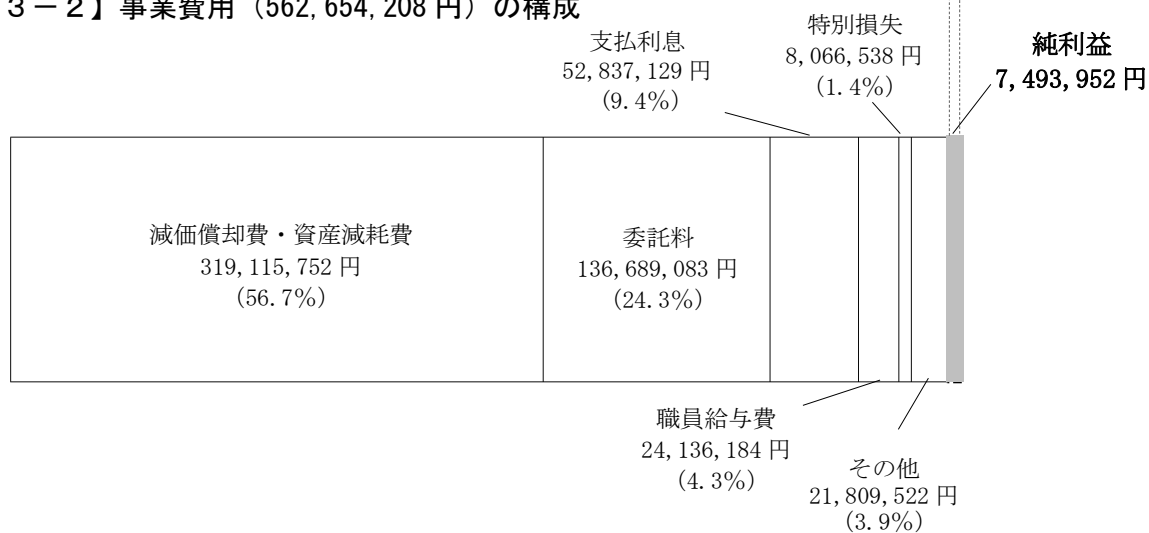 ３－２】事業費用（562,654,208 円）の構成
支払利息
52,837,129 円
（9.4%）
特別損失
8,066,538 円
（1.4%）
純利益
7,493,952 円
減価償却費・資産減耗費
319,115,752 円
（56.7%）
委託料
136,689,083 円
（24.3%）
職員給与費
24,136,184 円
（4.3%）
その他
21,809,522 円
（3.9%）